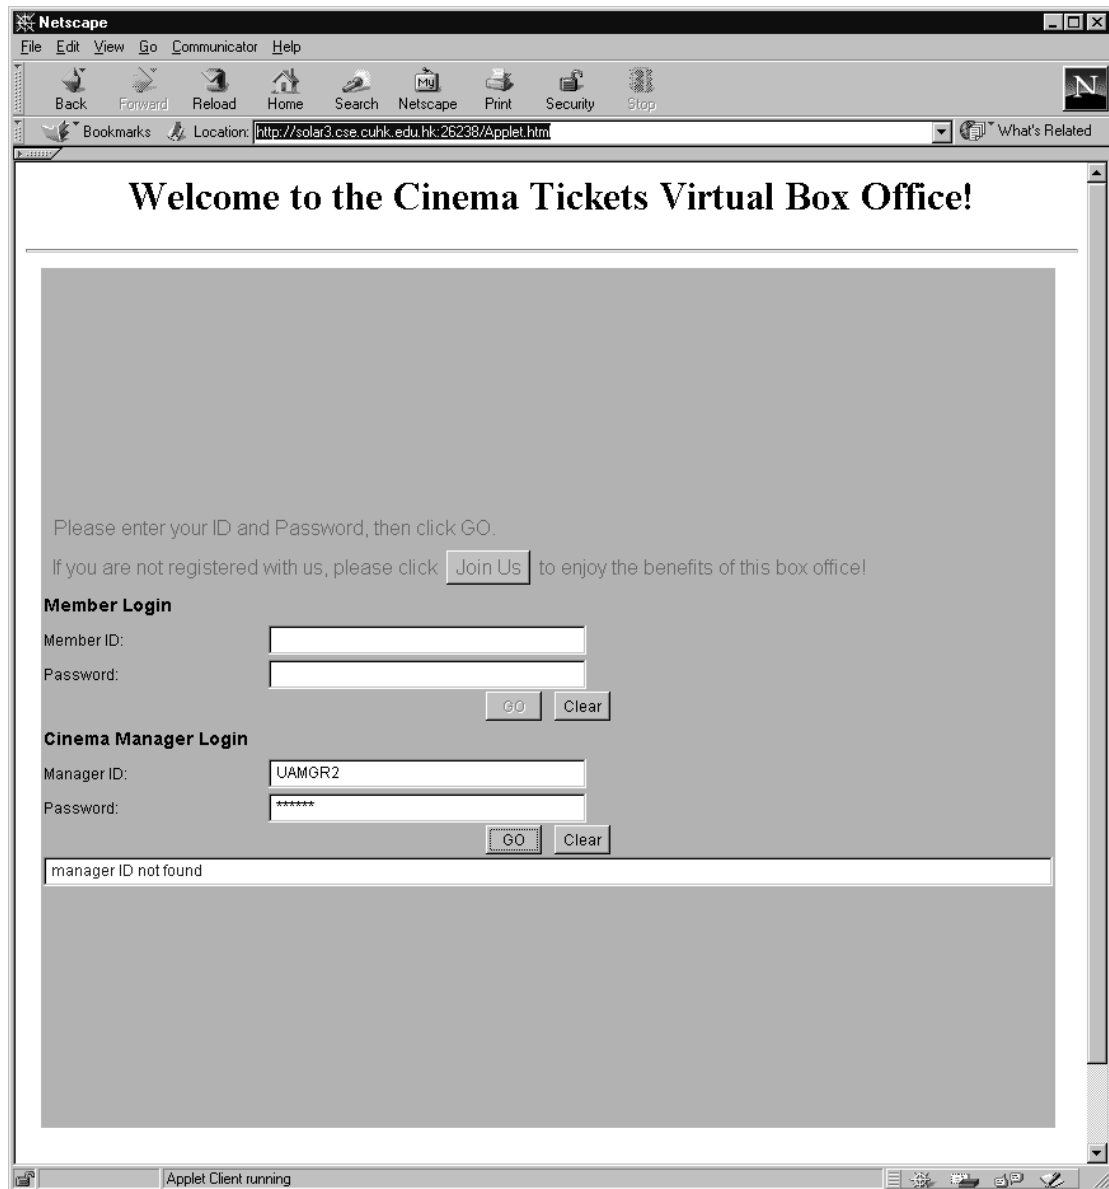 Netscape
File Edit View Go Communicator Help
My
N
Back Forward Reload Home Search Netscape Print Security Stop
Bookmarks Location: http://solar3.cse.cuhk.edu.hk:26238/Applet.html What's Related
Welcome to the Cinema Tickets Virtual Box Office!
Please enter your ID and Password, then click GO.
If you are not registered with us, please click Join Us to enjoy the benefits of this box office!
Member Login
Member ID:
Password:
GO Clear
Cinema Manager Login
Manager ID: UAMGR2
Password: ******
GO Clear
manager ID not found
Applet Client running